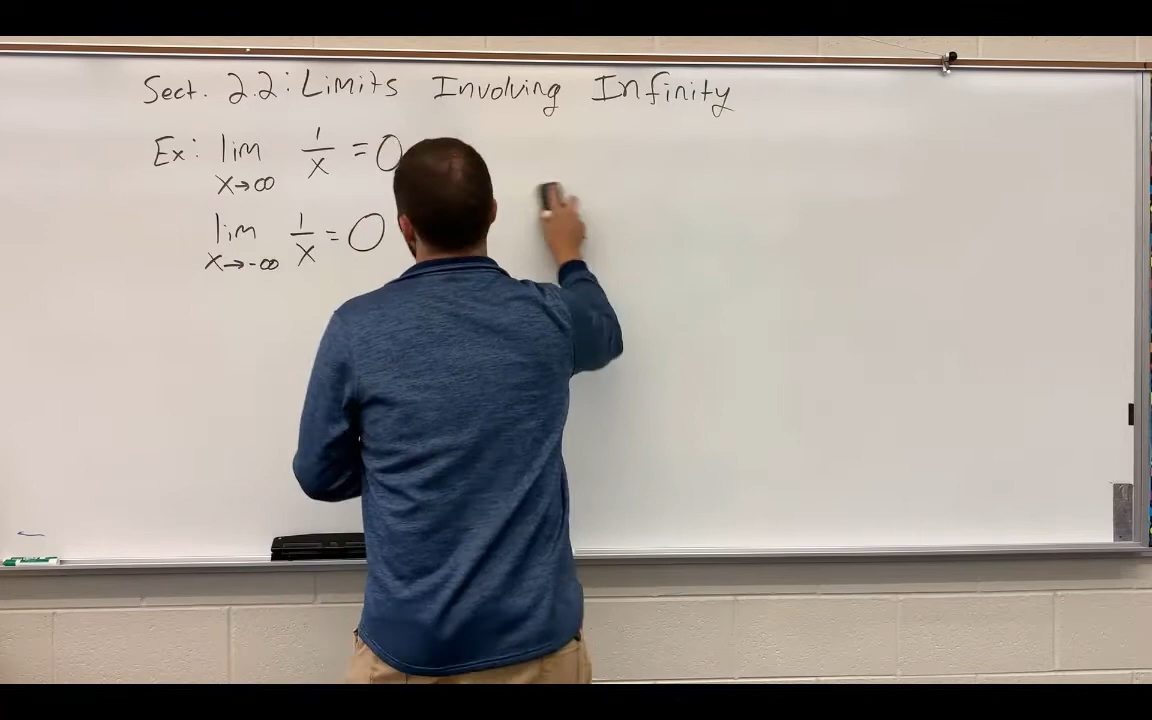 Sect. 2.2: Limits Involving Infinity
Ex: lim 1/x = 0
x→∞
lim 1/x = 0
x→-∞